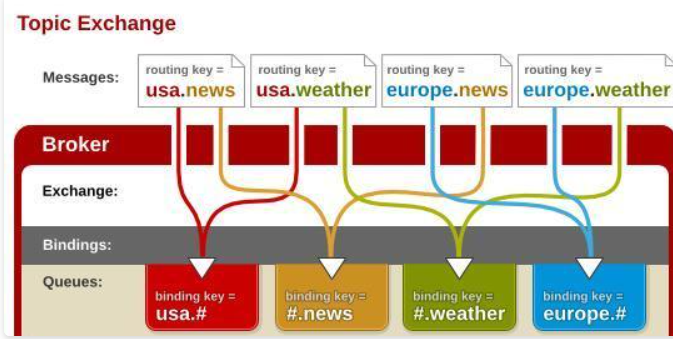 Topic Exchange
Messages:
routing key =
usa.news
routing key =
usa.weather
routing key =
europe.news
routing key =
europe.weather
Broker
Exchange:
Bindings:
Queues:
binding key =
usa.#
binding key =
#.news
binding key =
#.weather
binding key =
europe.#